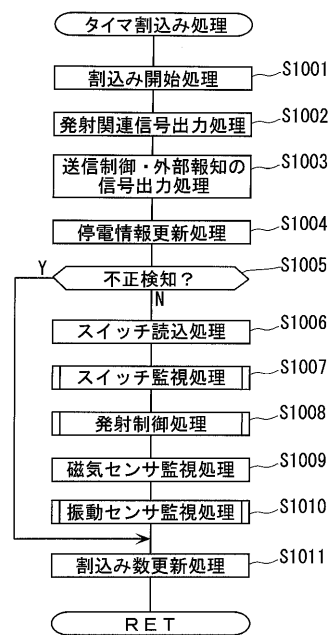 タイマ割込み処理
割込み開始処理
S1001
発射関連信号出力処理
S1002
送信制御・外部報知の
信号出力処理
S1003
停電情報更新処理
S1004
Y
不正検知?
S1005
N
スイッチ読込処理
S1006
スイッチ監視処理
S1007
発射制御処理
S1008
磁気センサ監視処理
S1009
振動センサ監視処理
S1010
割込み数更新処理
S1011
RET